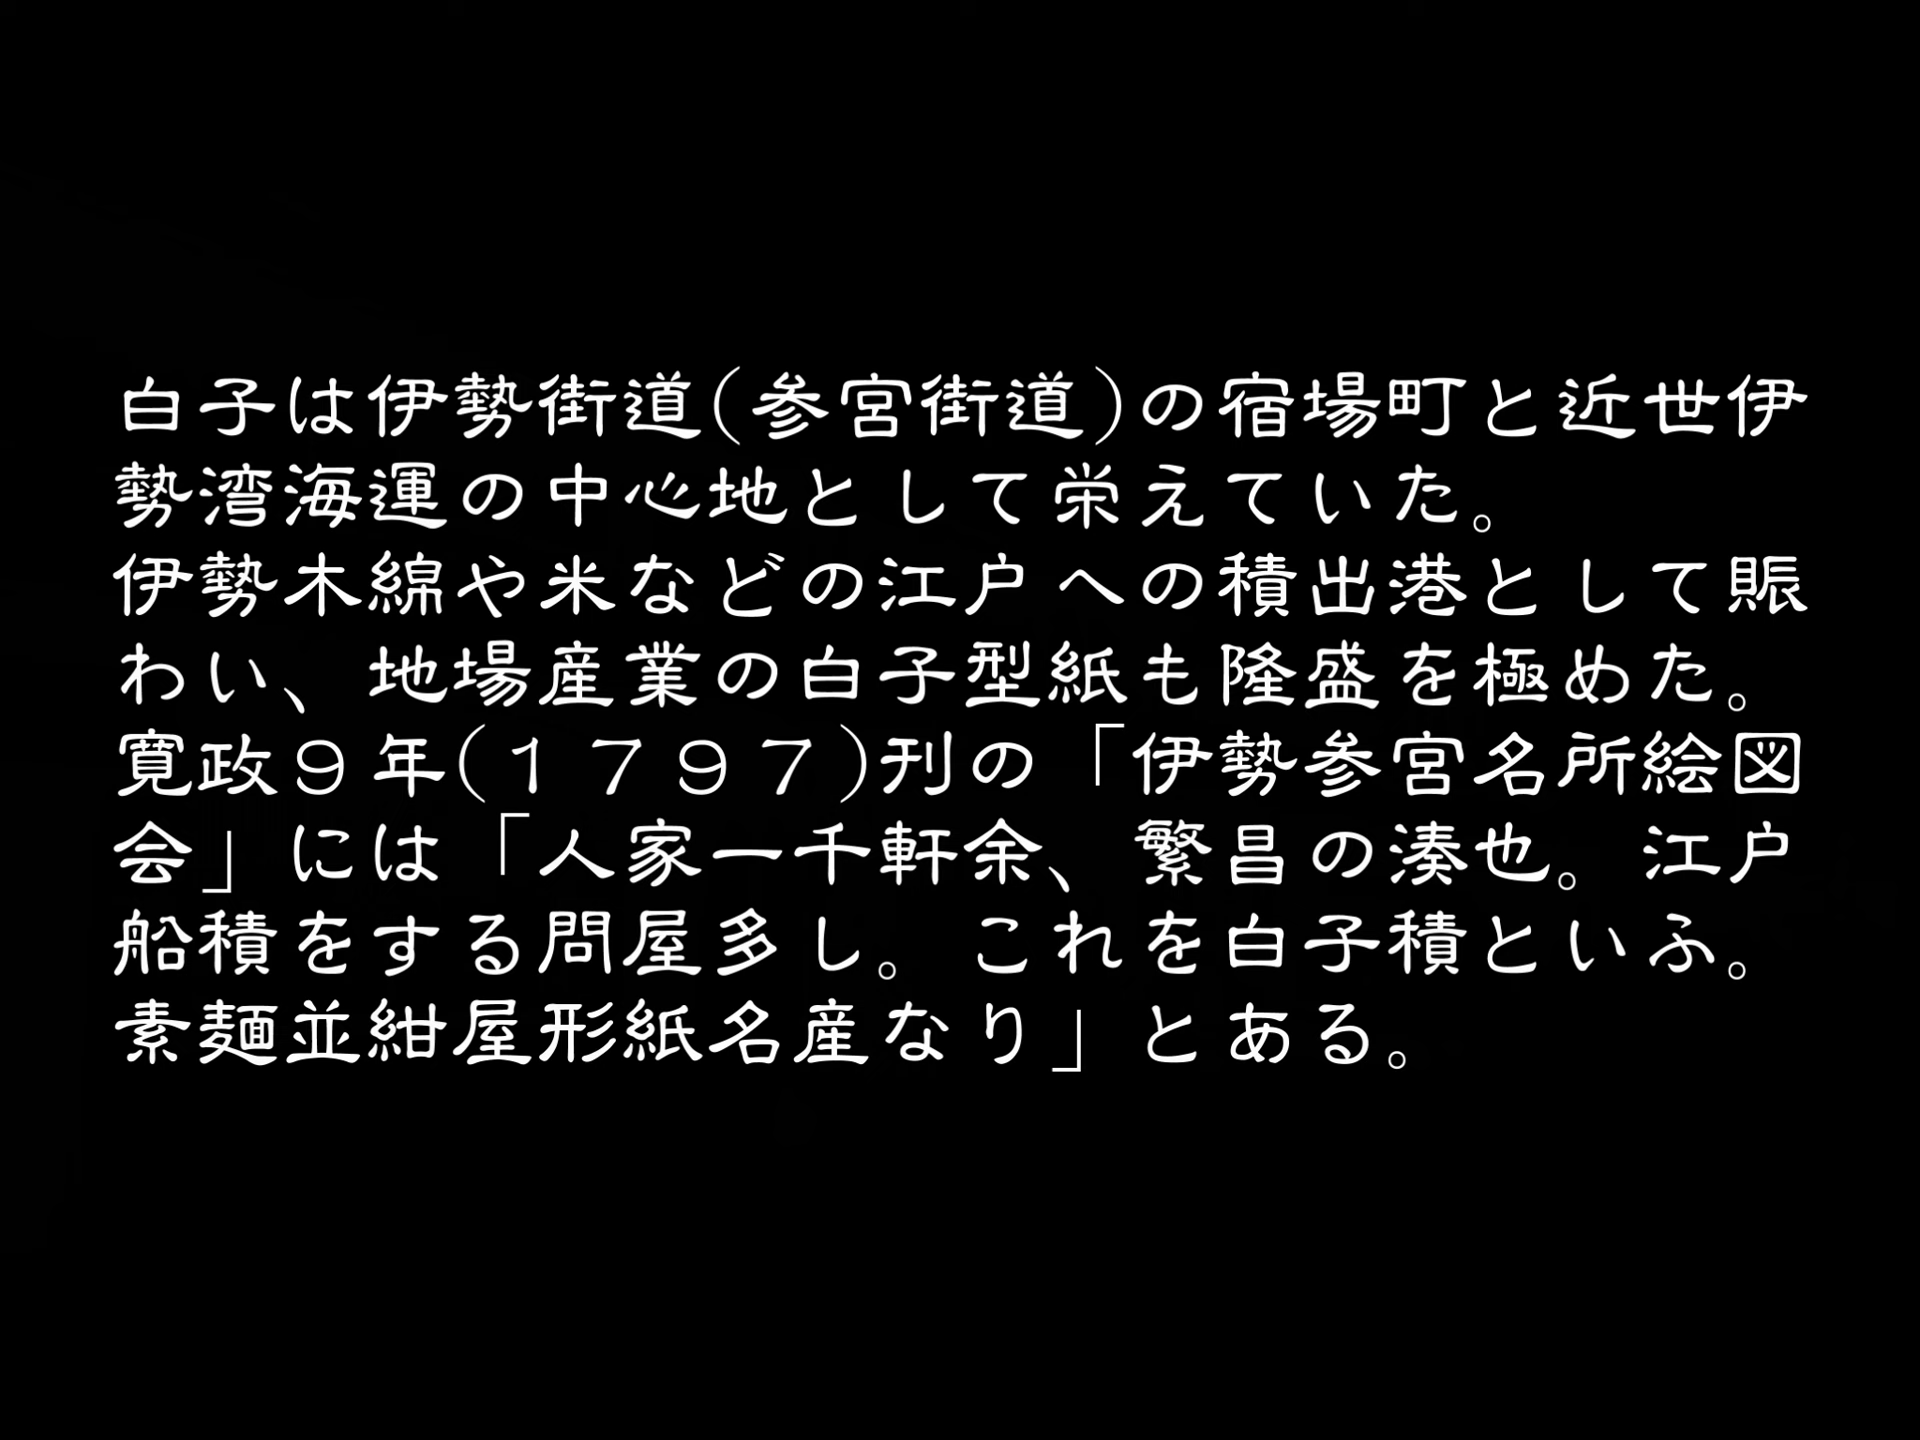 白子は伊勢街道(参宮街道)の宿場町と近世伊
勢湾海運の中心地として栄えていた。
伊勢木綿や米などの江戸への積出港として賑
わい、地場産業の白子型紙も隆盛を極めた。
寛政９年(１７９７)刊の「伊勢参宮名所絵図
会」には「人家一千軒余、繁昌の湊也。江戸
船積をする問屋多し。これを白子積といふ。
素麺並紺屋形紙名産なり」とある。